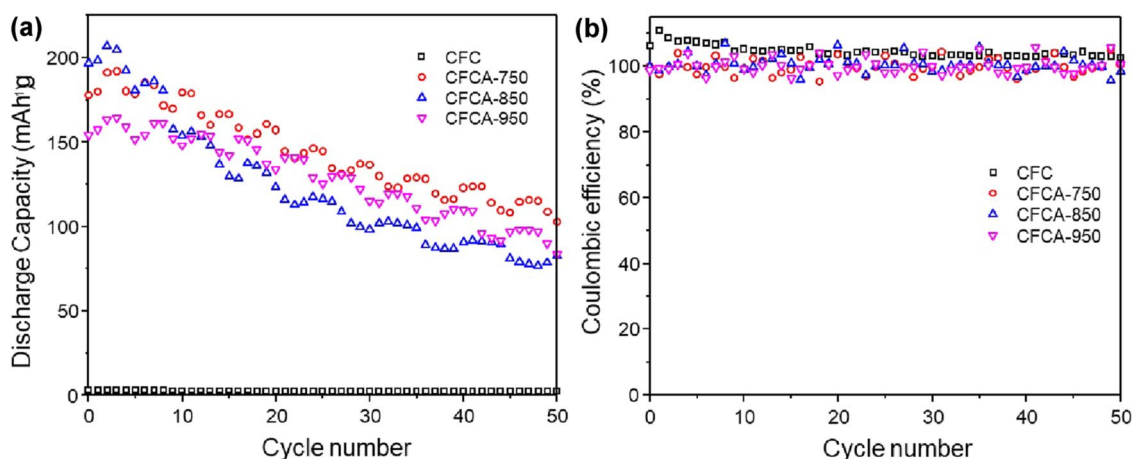 (a)
200
150
100
50
0
Discharge Capacity (mAh
CFC
CFCA-750
CFCA-850
CFCA-950
0 10 20 30 40 50
Cycle number
(b)
120
100
80
60
40
20
0
Coulombic efficiency (%)
CFC
CFCA-750
CFCA-850
CFCA-950
0 10 20 30 40 50
Cycle number